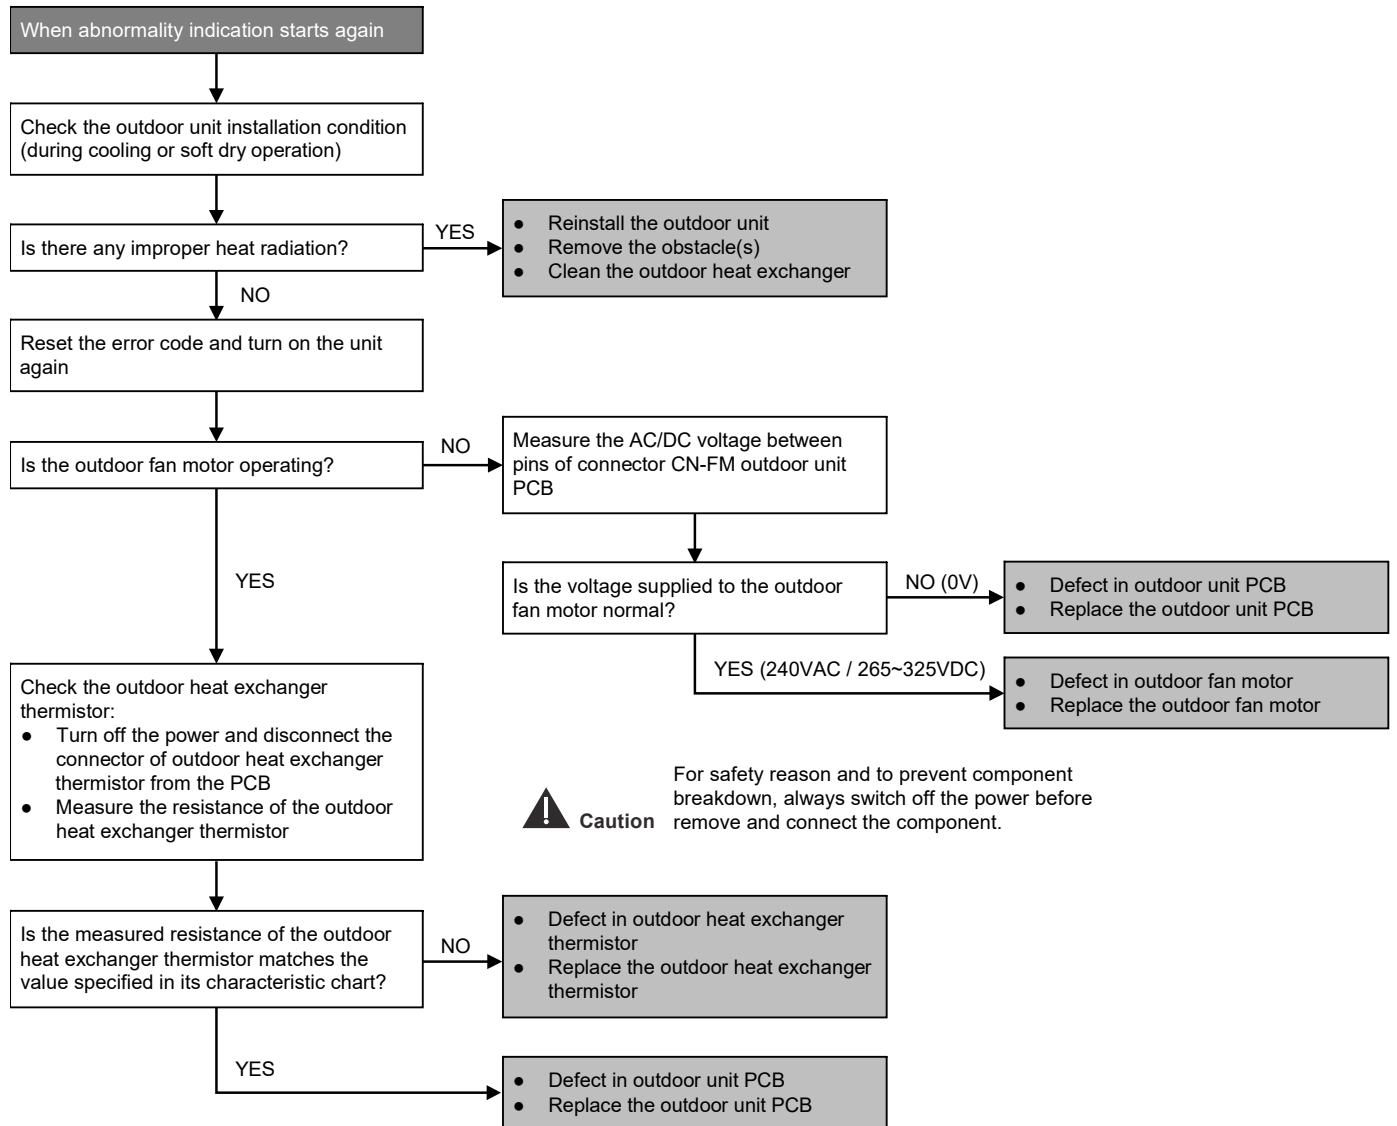 When abnormality indication starts again
Check the outdoor unit installation condition
(during cooling or soft dry operation)
Is there any improper heat radiation?
YES
● Reinstall the outdoor unit
● Remove the obstacle(s)
● Clean the outdoor heat exchanger
NO
Reset the error code and turn on the unit
again
Is the outdoor fan motor operating?
NO
Measure the AC/DC voltage between
pins of connector CN-FM outdoor unit
PCB
YES
Is the voltage supplied to the outdoor
fan motor normal?
NO (0V)
● Defect in outdoor unit PCB
● Replace the outdoor unit PCB
YES (240VAC / 265~325VDC)
● Defect in outdoor fan motor
● Replace the outdoor fan motor
Check the outdoor heat exchanger
thermistor:
● Turn off the power and disconnect the
connector of outdoor heat exchanger
thermistor from the PCB
● Measure the resistance of the outdoor
heat exchanger thermistor
Caution
For safety reason and to prevent component
breakdown, always switch off the power before
remove and connect the component.
Is the measured resistance of the outdoor
heat exchanger thermistor matches the
value specified in its characteristic chart?
NO
● Defect in outdoor heat exchanger
thermistor
● Replace the outdoor heat exchanger
thermistor
YES
● Defect in outdoor unit PCB
● Replace the outdoor unit PCB